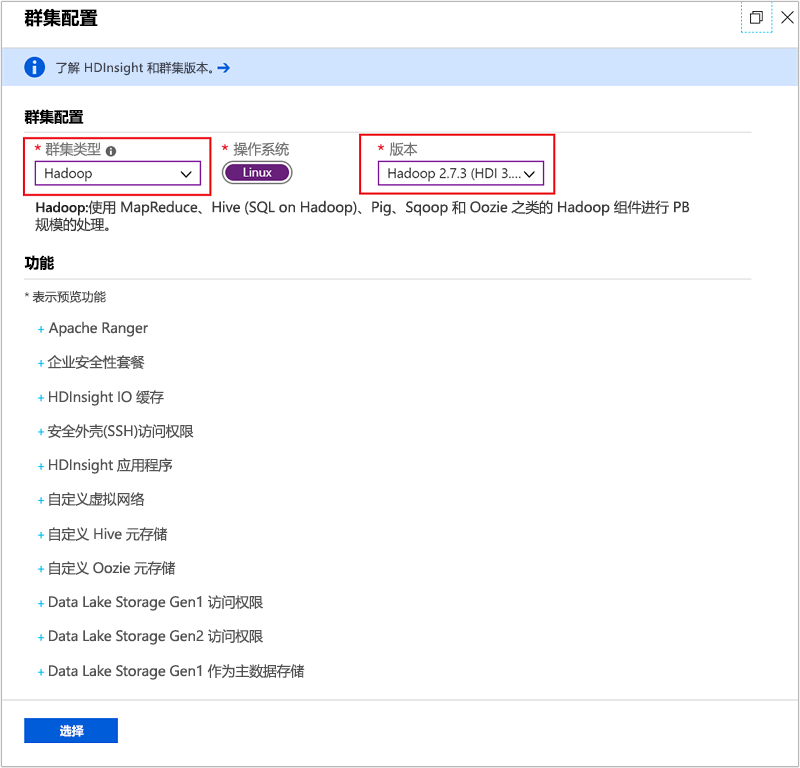 群集配置
了解 HDInsight 和群集版本。→
群集配置
* 群集类型 * 操作系统 * 版本
Hadoop Linux Hadoop 2.7.3 (HDI 3....
Hadoop:使用 MapReduce、Hive (SQL on Hadoop)、Pig、Sqoop 和 Oozie 之类的 Hadoop 组件进行 PB
规模的处理。
功能
* 表示预览功能
+ Apache Ranger
+ 企业安全性套餐
+ HDInsight IO 缓存
+ 安全外壳(SSH)访问权限
+ HDInsight 应用程序
+ 自定义虚拟网络
+ 自定义 Hive 元存储
+ 自定义 Oozie 元存储
+ Data Lake Storage Gen1 访问权限
+ Data Lake Storage Gen2 访问权限
+ Data Lake Storage Gen1 作为主数据存储
选择